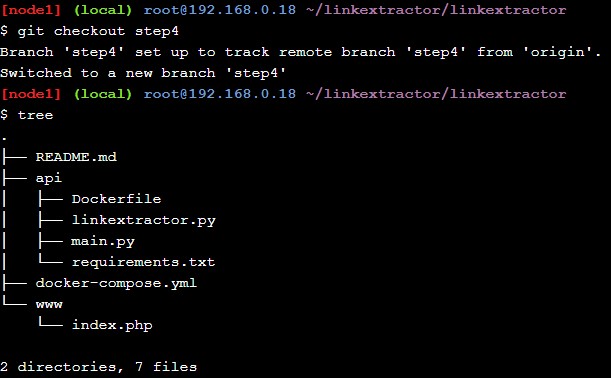 [node1] (local) root@192.168.0.18 ~/linkextractor/linkextractor
$ git checkout step4
Branch 'step4' set up to track remote branch 'step4' from 'origin'.
Switched to a new branch 'step4'
[node1] (local) root@192.168.0.18 ~/linkextractor/linkextractor
$ tree
.
├── README.md
├── api
│   ├── Dockerfile
│   ├── linkextractor.py
│   ├── main.py
│   └── requirements.txt
├── docker-compose.yml
└── www
    └── index.php
2 directories, 7 files